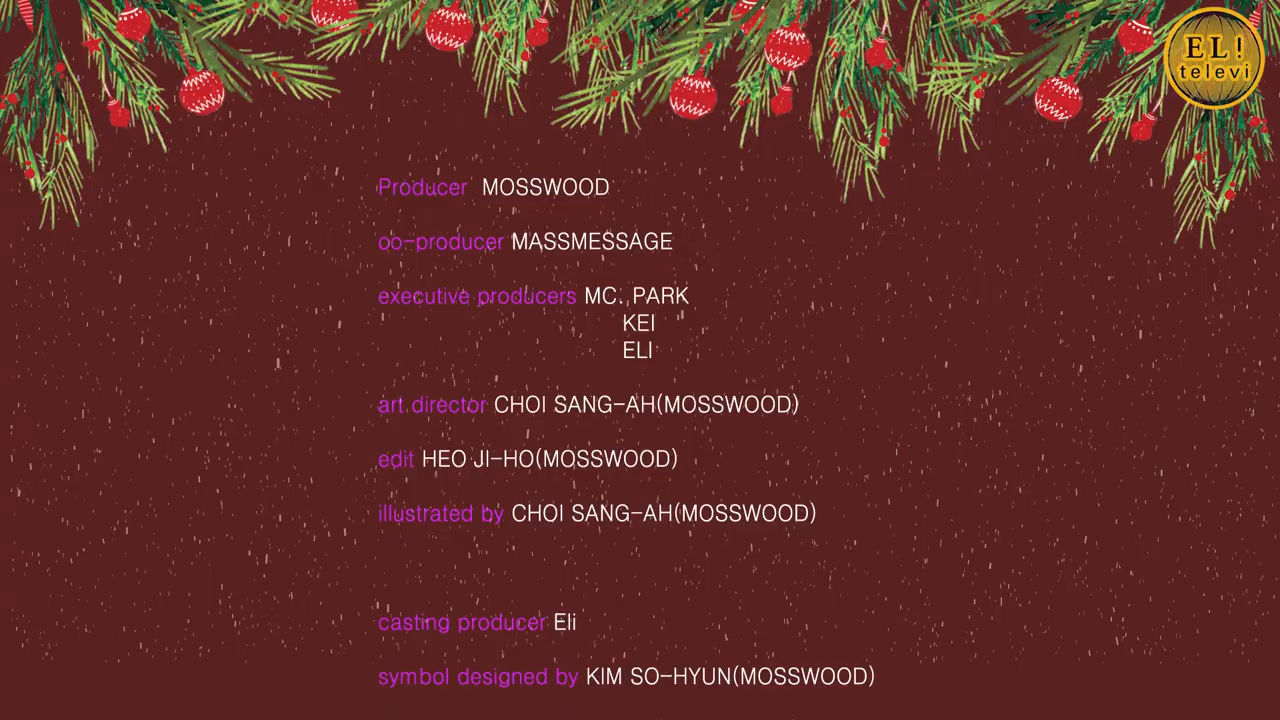 EL!
televi
Producer MOSSWOOD
co-producer MASSMESSAGE
executive producers MC. PARK
KEI
ELI
art director CHOI SANG-AH(MOSSWOOD)
edit HEO JI-HO(MOSSWOOD)
illustrated by CHOI SANG-AH(MOSSWOOD)
casting producer Eli
symbol designed by KIM SO-HYUN(MOSSWOOD)